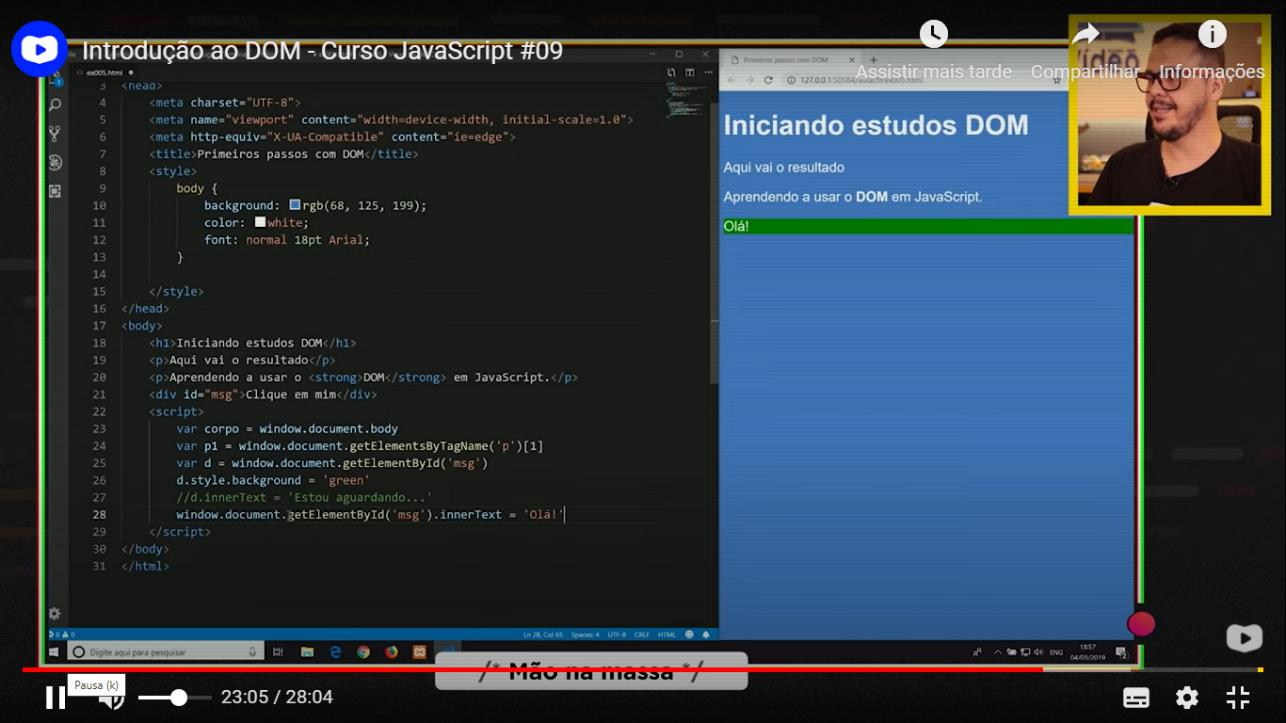 Introdução ao DOM - Curso JavaScript #09
Assistir mais tarde
Compartilhar
Informações
ex005.html
3 <head>
4 <meta charset="UTF-8">
5 <meta name="viewport" content="width=device-width, initial-scale=1.0">
6 <meta http-equiv="X-UA-Compatible" content="ie=edge">
7 <title>Primeiros passos com DOM</title>
8 <style>
9 body {
10 background: rgb(68, 125, 199);
11 color: white;
12 font: normal 18pt Arial;
13 }
14
15 </style>
16 </head>
17 <body>
18 <h1>Iniciando estudos DOM</h1>
19 <p>Aqui vai o resultado</p>
20 <p>Aprendendo a usar o <strong>DOM</strong> em JavaScript.</p>
21 <div id="msg">Clique em mim</div>
22 <script>
23 var corpo = window.document.body
24 var p1 = window.document.getElementsByTagName('p')[1]
25 var d = window.document.getElementById('msg')
26 d.style.background = 'green'
27 //d.innerText = 'Estou aguardando...'
28 window.document.getElementById('msg').innerText = 'Olá!'
29 </script>
30 </body>
31 </html>
Ln 28, Col 65 Spaces: 4 UTF-8 CRLF HTML
Primeiros passos com DOM
127.0.0.1:50584/aula09/ex005.html
Iniciando estudos DOM
Aqui vai o resultado
Aprendendo a usar o DOM em JavaScript.
Olá!
Digite aqui para pesquisar
ENG
18:57
04/03/2019
/* Mão na massa */
Pausa (k)
23:05 / 28:04